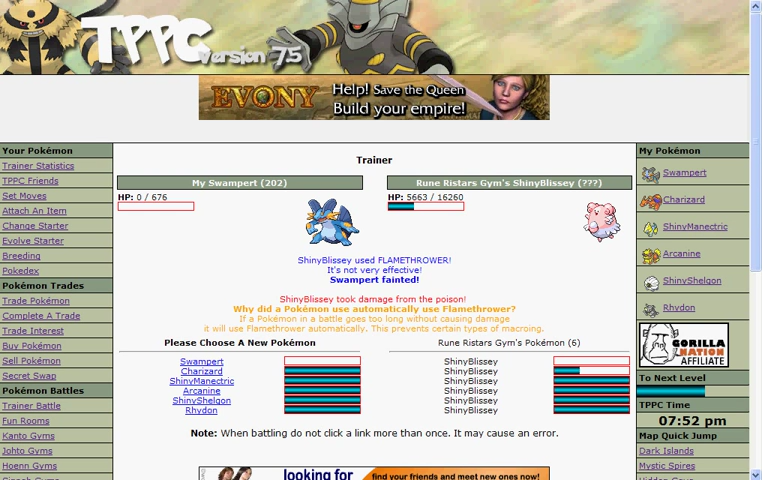 TPPC version 7.5
EVONY
Help! Save the Queen
Build your empire!
Your Pokémon
Trainer Statistics
TPPC Friends
Set Moves
Attach An Item
Change Starter
Evolve Starter
Breeding
Pokedex
Pokémon Trades
Trade Pokémon
Complete A Trade
Trade Interest
Buy Pokémon
Sell Pokémon
Secret Swap
Pokémon Battles
Trainer Battle
Fun Rooms
Kanto Gyms
Johto Gyms
Hoenn Gyms
Trainer
My Swampert (202)
HP: 0 / 676
Rune Ristars Gym's ShinyBlissey (???)
HP: 5663 / 16260
ShinyBlissey used FLAMETHROWER!
It's not very effective!
Swampert fainted!
ShinyBlissey took damage from the poison!
Why did a Pokémon use automatically use Flamethrower?
If a Pokémon in a battle goes too long without causing damage
it will use Flamethrower automatically. This prevents certain types of macroing.
Please Choose A New Pokémon
Swampert
Charizard
ShinyManectric
Arcanine
ShinyShelgon
Rhydon
Rune Ristars Gym's Pokémon (6)
ShinyBlissey
ShinyBlissey
ShinyBlissey
ShinyBlissey
ShinyBlissey
ShinyBlissey
Note: When battling do not click a link more than once. It may cause an error.
looking for
find your friends and meet new ones now!
My Pokémon
Swampert
Charizard
ShinyManectric
Arcanine
ShinyShelgon
Rhydon
GORILLA
NATION
AFFILIATE
To Next Level
TPPC Time
07:52 pm
Map Quick Jump
Dark Islands
Mystic Spires